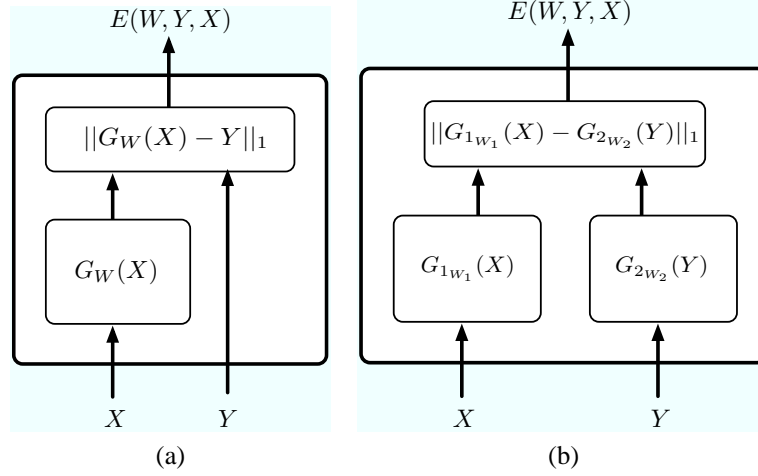 E(W, Y, X)
||G_W(X) − Y||_1
G_W(X)
X
Y
(a)
E(W, Y, X)
||G_{1_{W_1}}(X) − G_{2_{W_2}}(Y)||_1
G_{1_{W_1}}(X)
G_{2_{W_2}}(Y)
X
Y
(b)